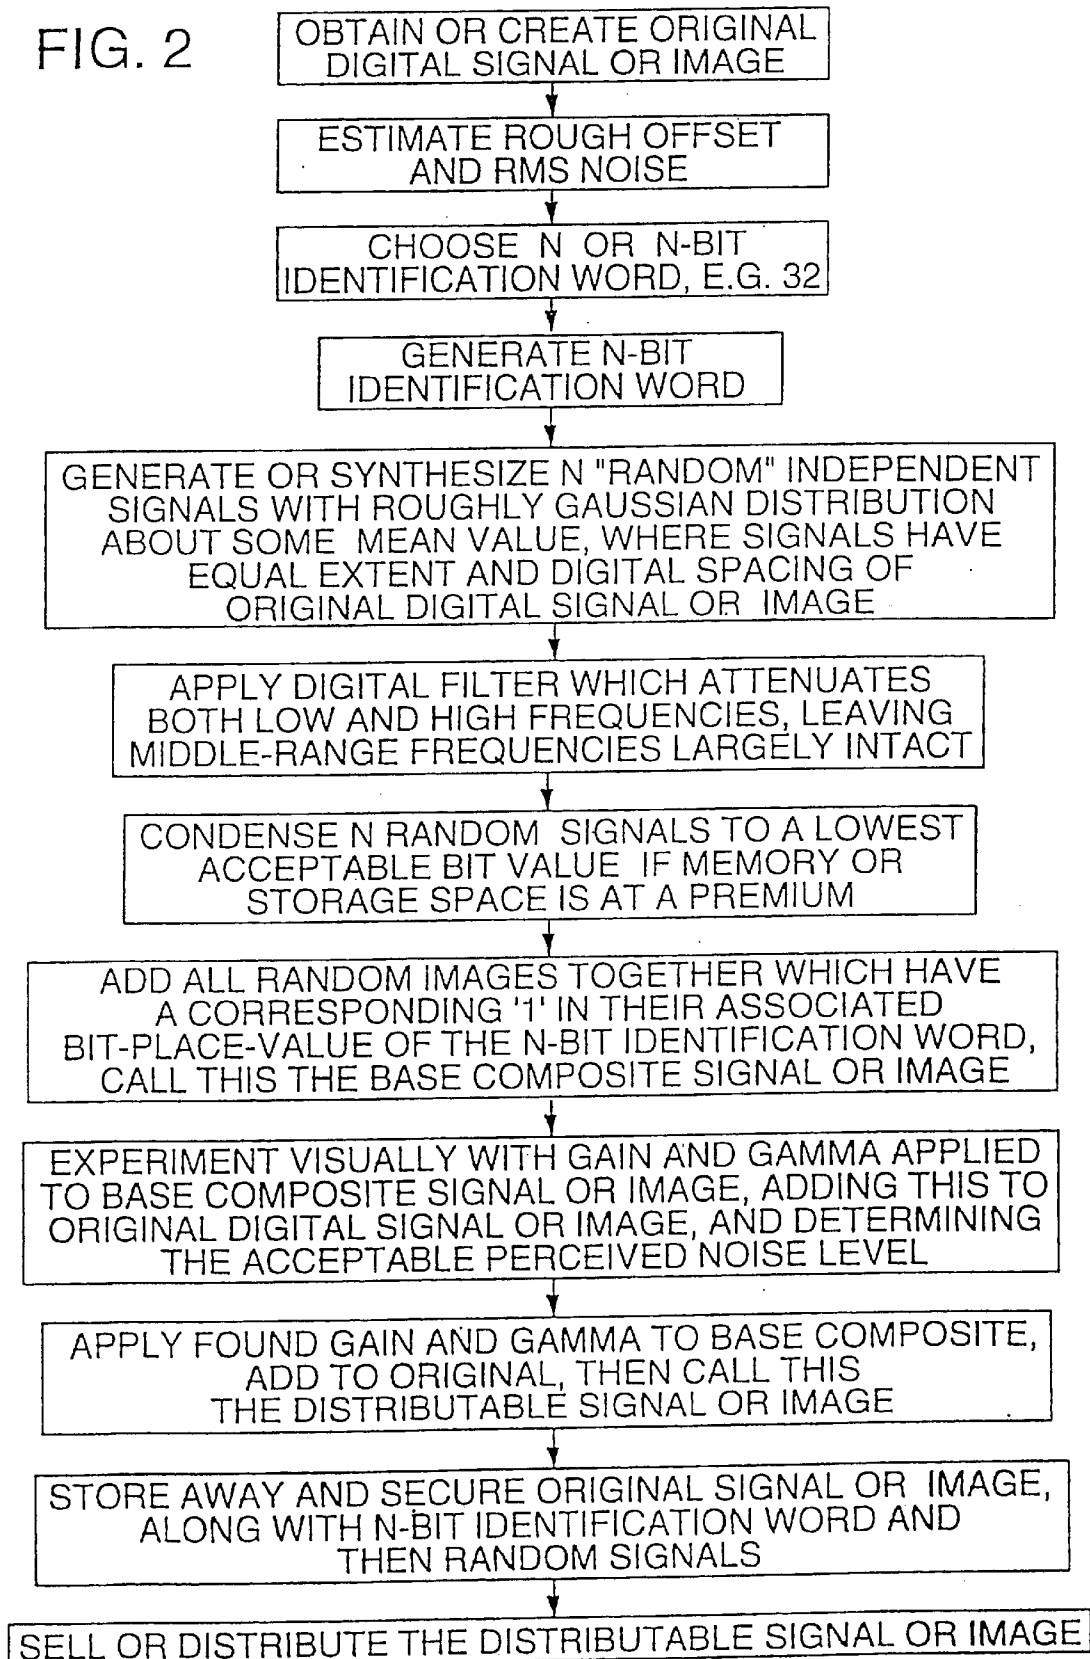 FIG. 2
OBTAIN OR CREATE ORIGINAL
DIGITAL SIGNAL OR IMAGE
ESTIMATE ROUGH OFFSET
AND RMS NOISE
CHOOSE N OR N-BIT
IDENTIFICATION WORD, E.G. 32
GENERATE N-BIT
IDENTIFICATION WORD
GENERATE OR SYNTHESIZE N "RANDOM" INDEPENDENT
SIGNALS WITH ROUGHLY GAUSSIAN DISTRIBUTION
ABOUT SOME MEAN VALUE, WHERE SIGNALS HAVE
EQUAL EXTENT AND DIGITAL SPACING OF
ORIGINAL DIGITAL SIGNAL OR IMAGE
APPLY DIGITAL FILTER WHICH ATTENUATES
BOTH LOW AND HIGH FREQUENCIES, LEAVING
MIDDLE-RANGE FREQUENCIES LARGELY INTACT
CONDENSE N RANDOM SIGNALS TO A LOWEST
ACCEPTABLE BIT VALUE IF MEMORY OR
STORAGE SPACE IS AT A PREMIUM
ADD ALL RANDOM IMAGES TOGETHER WHICH HAVE
A CORRESPONDING '1' IN THEIR ASSOCIATED
BIT-PLACE-VALUE OF THE N-BIT IDENTIFICATION WORD,
CALL THIS THE BASE COMPOSITE SIGNAL OR IMAGE
EXPERIMENT VISUALLY WITH GAIN AND GAMMA APPLIED
TO BASE COMPOSITE SIGNAL OR IMAGE, ADDING THIS TO
ORIGINAL DIGITAL SIGNAL OR IMAGE, AND DETERMINING
THE ACCEPTABLE PERCEIVED NOISE LEVEL
APPLY FOUND GAIN AND GAMMA TO BASE COMPOSITE,
ADD TO ORIGINAL, THEN CALL THIS
THE DISTRIBUTABLE SIGNAL OR IMAGE
STORE AWAY AND SECURE ORIGINAL SIGNAL OR IMAGE,
ALONG WITH N-BIT IDENTIFICATION WORD AND
THEN RANDOM SIGNALS
SELL OR DISTRIBUTE THE DISTRIBUTABLE SIGNAL OR IMAGE